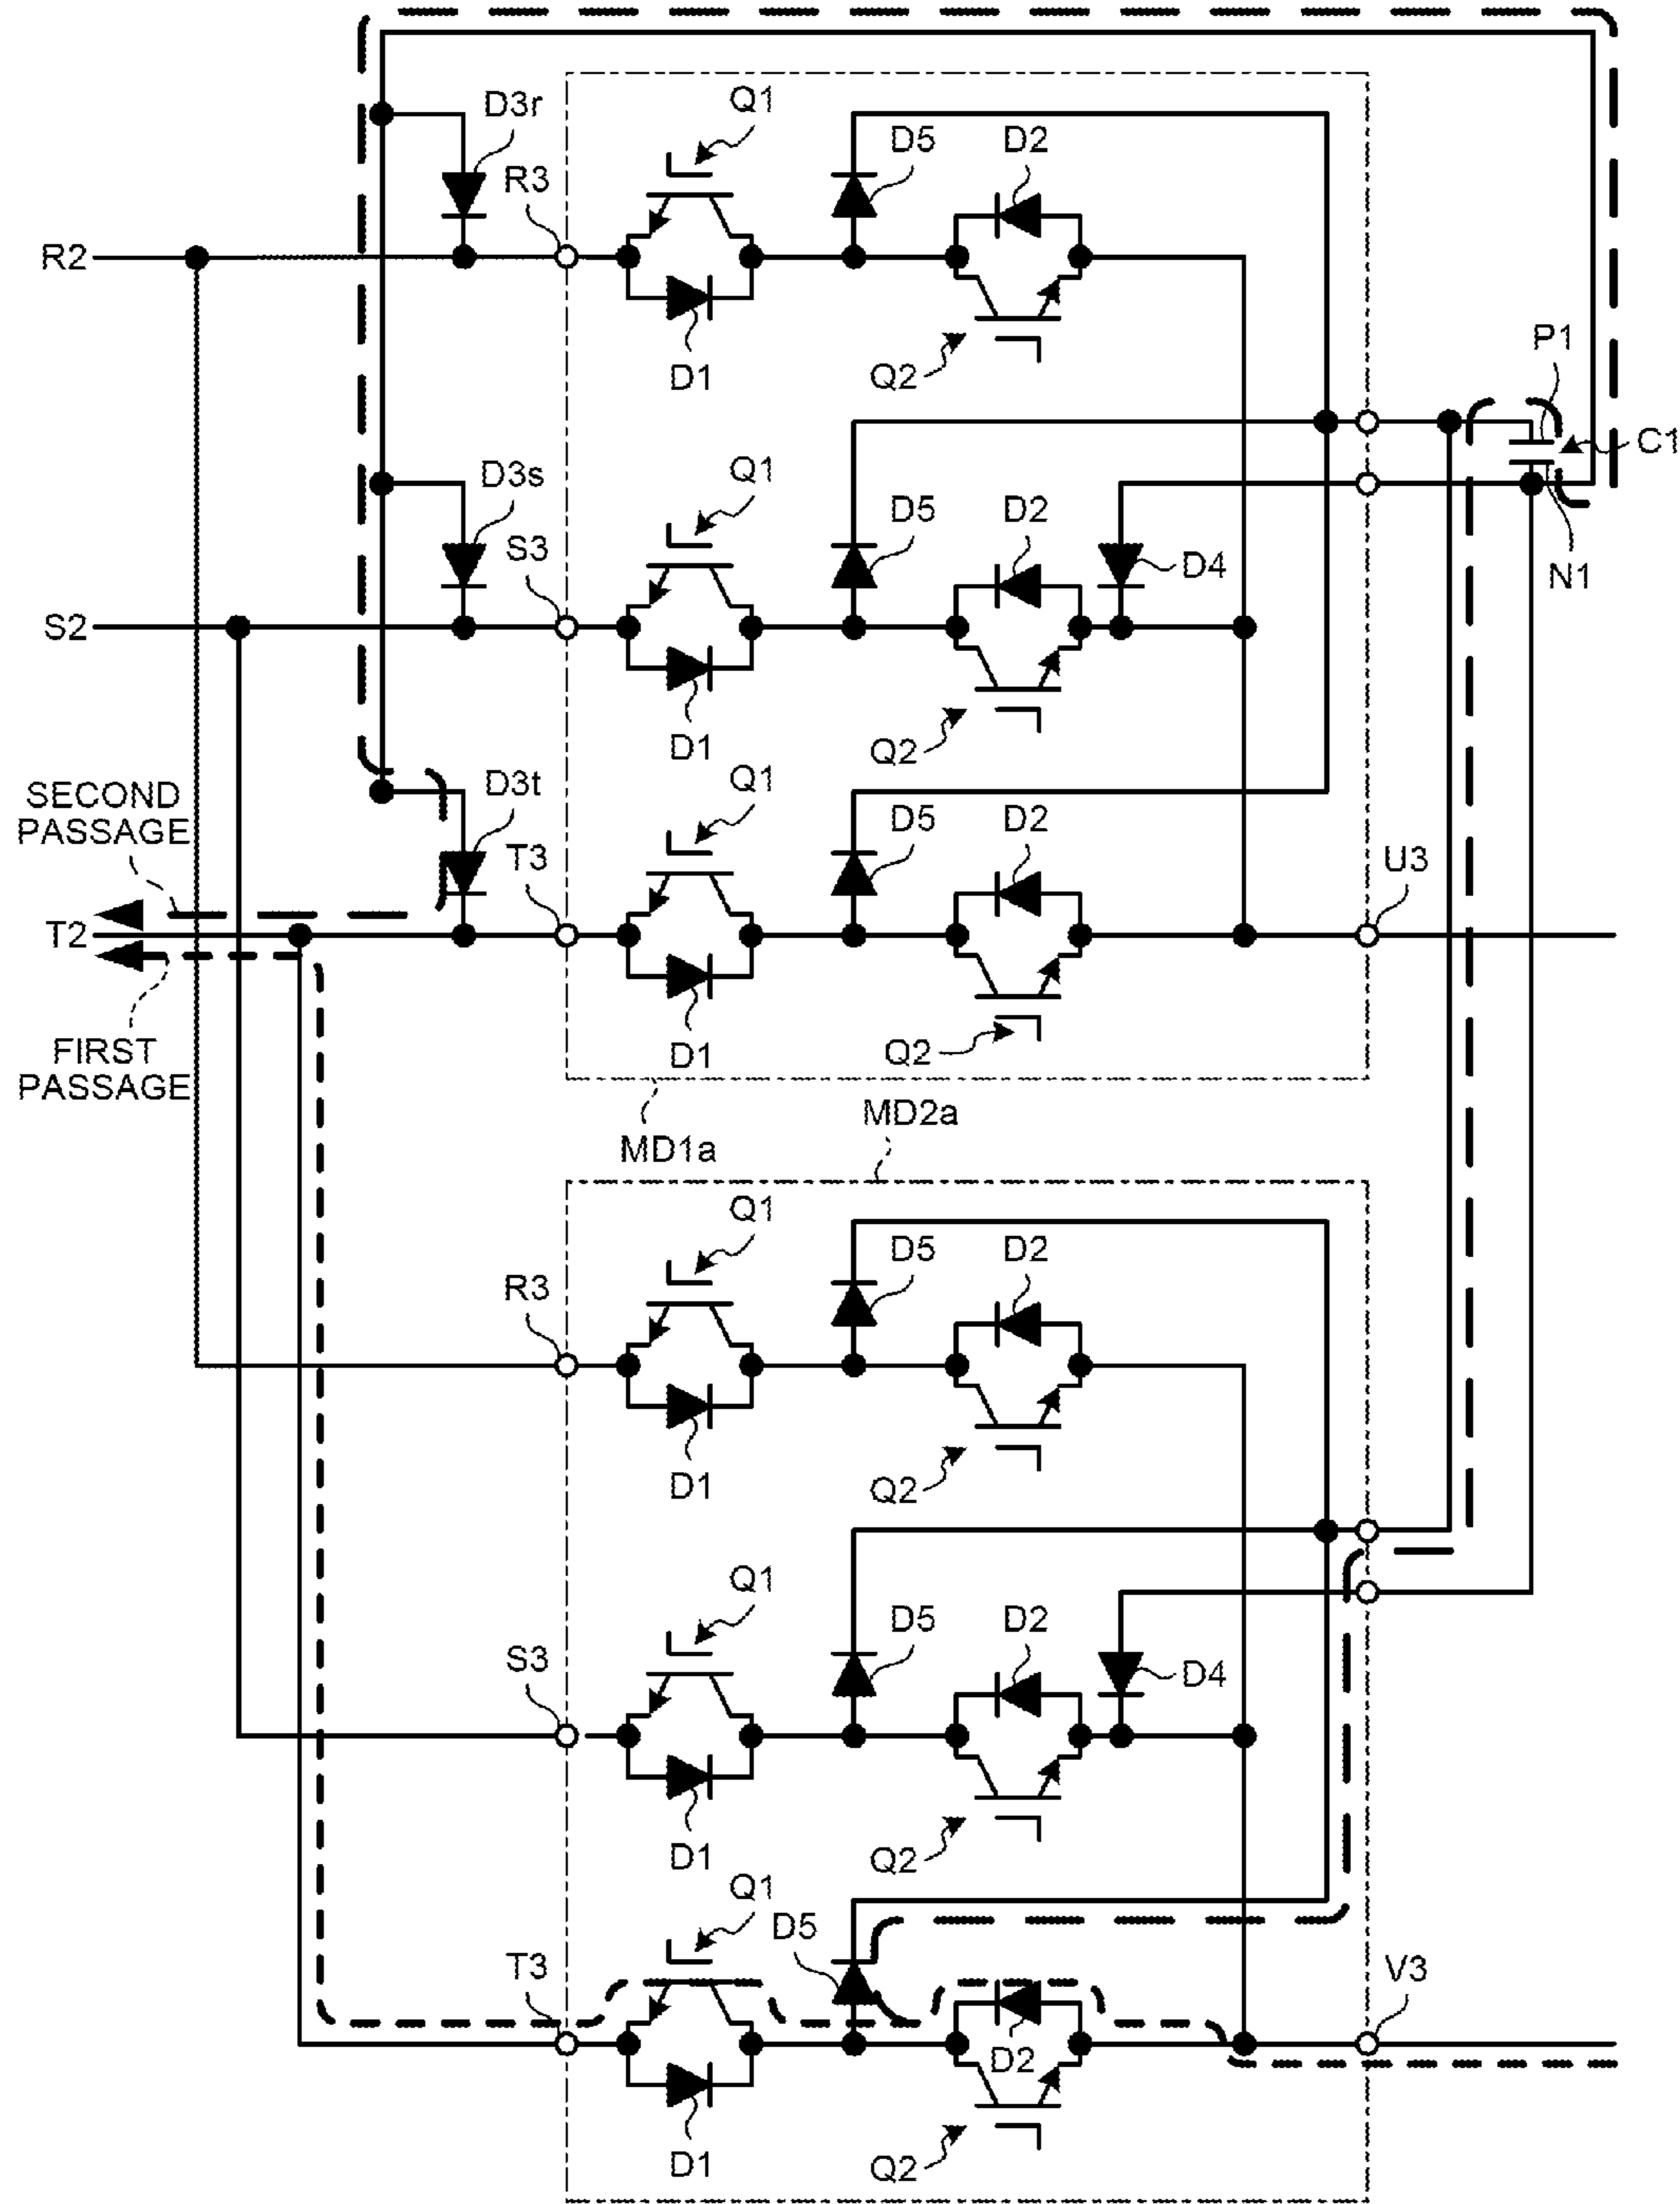 Q1
D3r
D5
D2
R3
R2
P1
D1
Q2
C1
Q1
D3s
D5
D2
S3
D4
N1
S2
D1
Q2
Q1
SECOND
PASSAGE
D3t
D5
D2
T3
U3
T2
FIRST
PASSAGE
D1
Q2
MD1a
MD2a
Q1
D5
D2
R3
D1
Q2
Q1
D5
D2
S3
D4
D1
Q2
Q1
D5
T3
V3
D2
D1
Q2